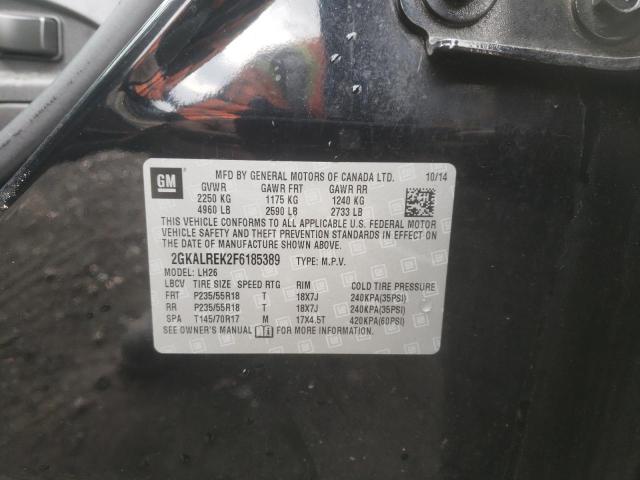 GM
MFD BY GENERAL MOTORS OF CANADA LTD. 10/14
GVWR GAWR FRT GAWR RR
2250 KG 1175 KG 1240 KG
4960 LB 2590 LB 2733 LB
THIS VEHICLE CONFORMS TO ALL APPLICABLE U.S. FEDERAL MOTOR
VEHICLE SAFETY AND THEFT PREVENTION STANDARDS IN EFFECT
ON THE DATE OF MANUFACTURE SHOWN ABOVE.
2GKALREK2F6185389 TYPE: M.P.V.
MODEL: LH26
LBCV TIRE SIZE SPEED RTG RIM COLD TIRE PRESSURE
FRT P235/55R18 T 18X7J 240KPA(35PSI)
RR P235/55R18 T 18X7J 240KPA(35PSI)
SPA T145/70R17 M 17X4.5T 420KPA(60PSI)
SEE OWNER'S MANUAL FOR MORE INFORMATION.